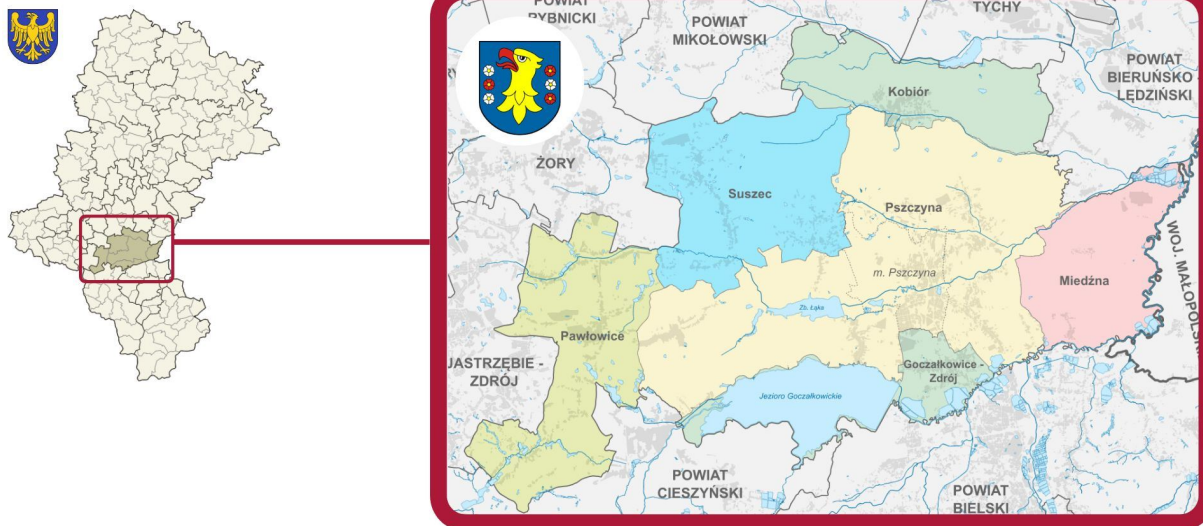 POWIAT
RYBNICKI
POWIAT
MIKOŁOWSKI
TYCHY
POWIAT
BIERUŃSKO
LĘDZIŃSKI
Kobiór
ŻORY
Suszec
Pszczyna
m. Pszczyna
Miedźna
WOJ. MAŁOPOLSK
Zb. Łąka
Pawłowice
JASTRZĘBIE -
ZDRÓJ
Goczałkowice -
Zdrój
Jezioro Goczałkowickie
POWIAT
CIESZYŃSKI
POWIAT
BIELSKI